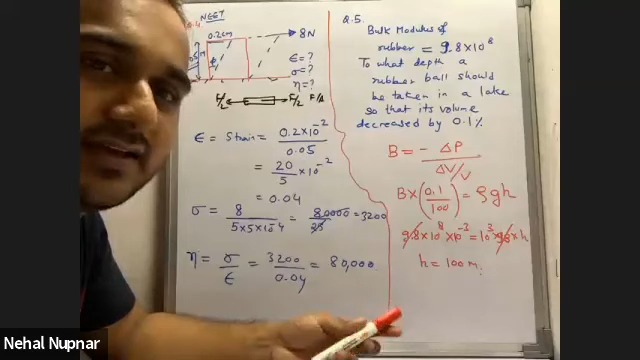 NEET
0.2cm
8N
ε = ?
σ = ?
η = ?
F/2 F/2 F/A
ε = Strain = 0.2×10⁻² / 0.05
= 20/5 ×10⁻²
= 0.04
σ = 8 / 5×5×10⁻⁴ = 80000 / 25 = 3200
η = σ/ε = 3200 / 0.04 = 80,000
Q.5.
Bulk Modulus of
rubber = 9.8×10⁸
To what depth a
rubber ball should
be taken in a lake
so that its volume
decreased by 0.1%
B = - ΔP / ΔV/V
B × (0.1/100) = ρgh
9.8×10⁸×10⁻³ = 10³×9.8×h
h = 100 m.
Nehal Nupnar